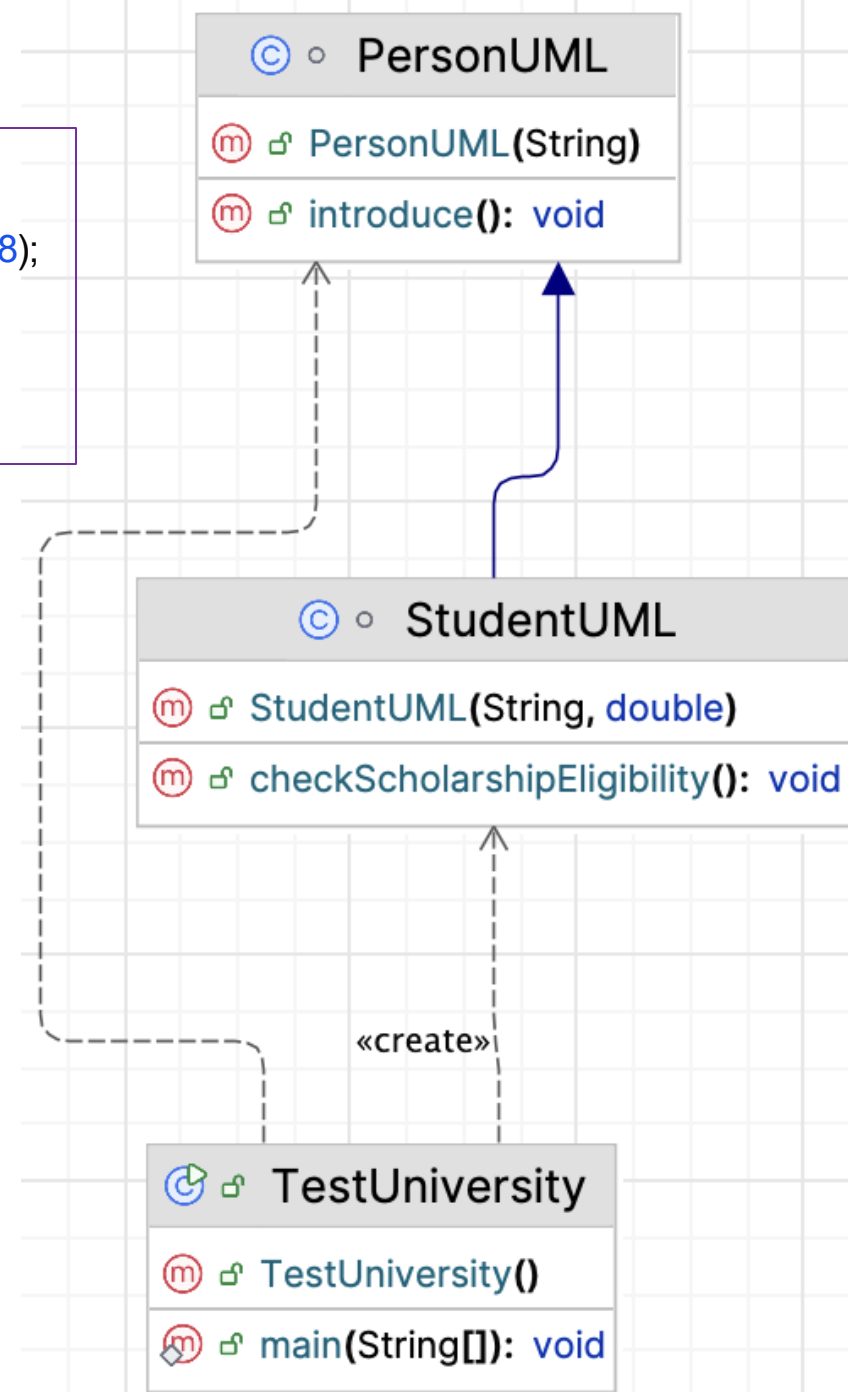 PersonUML
PersonUML(String)
introduce(): void
8);
StudentUML
StudentUML(String, double)
checkScholarshipEligibility(): void
«create»
TestUniversity
TestUniversity()
main(String[]): void